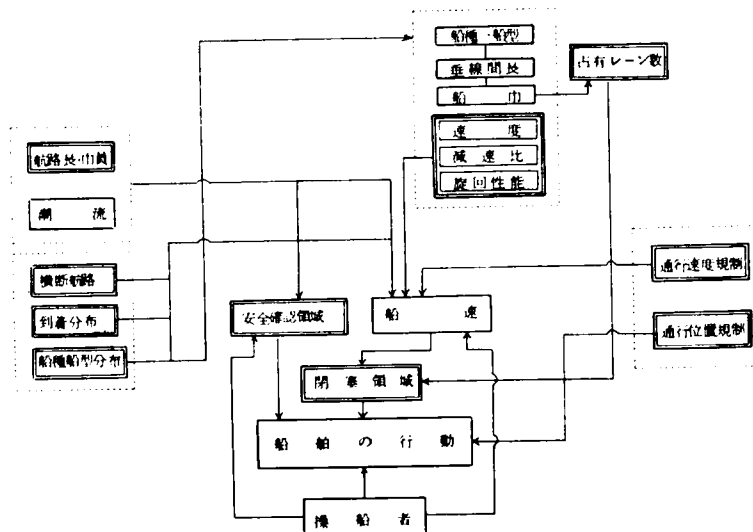 船種・船型
垂線間長
船巾
占有レーン数
速度
減速比
旋回性能
航路長・巾員
潮流
横断航路
到着分布
船種船型分布
安全確認領域
船速
通行速度規制
通行位置規制
閉塞領域
船舶の行動
操船者